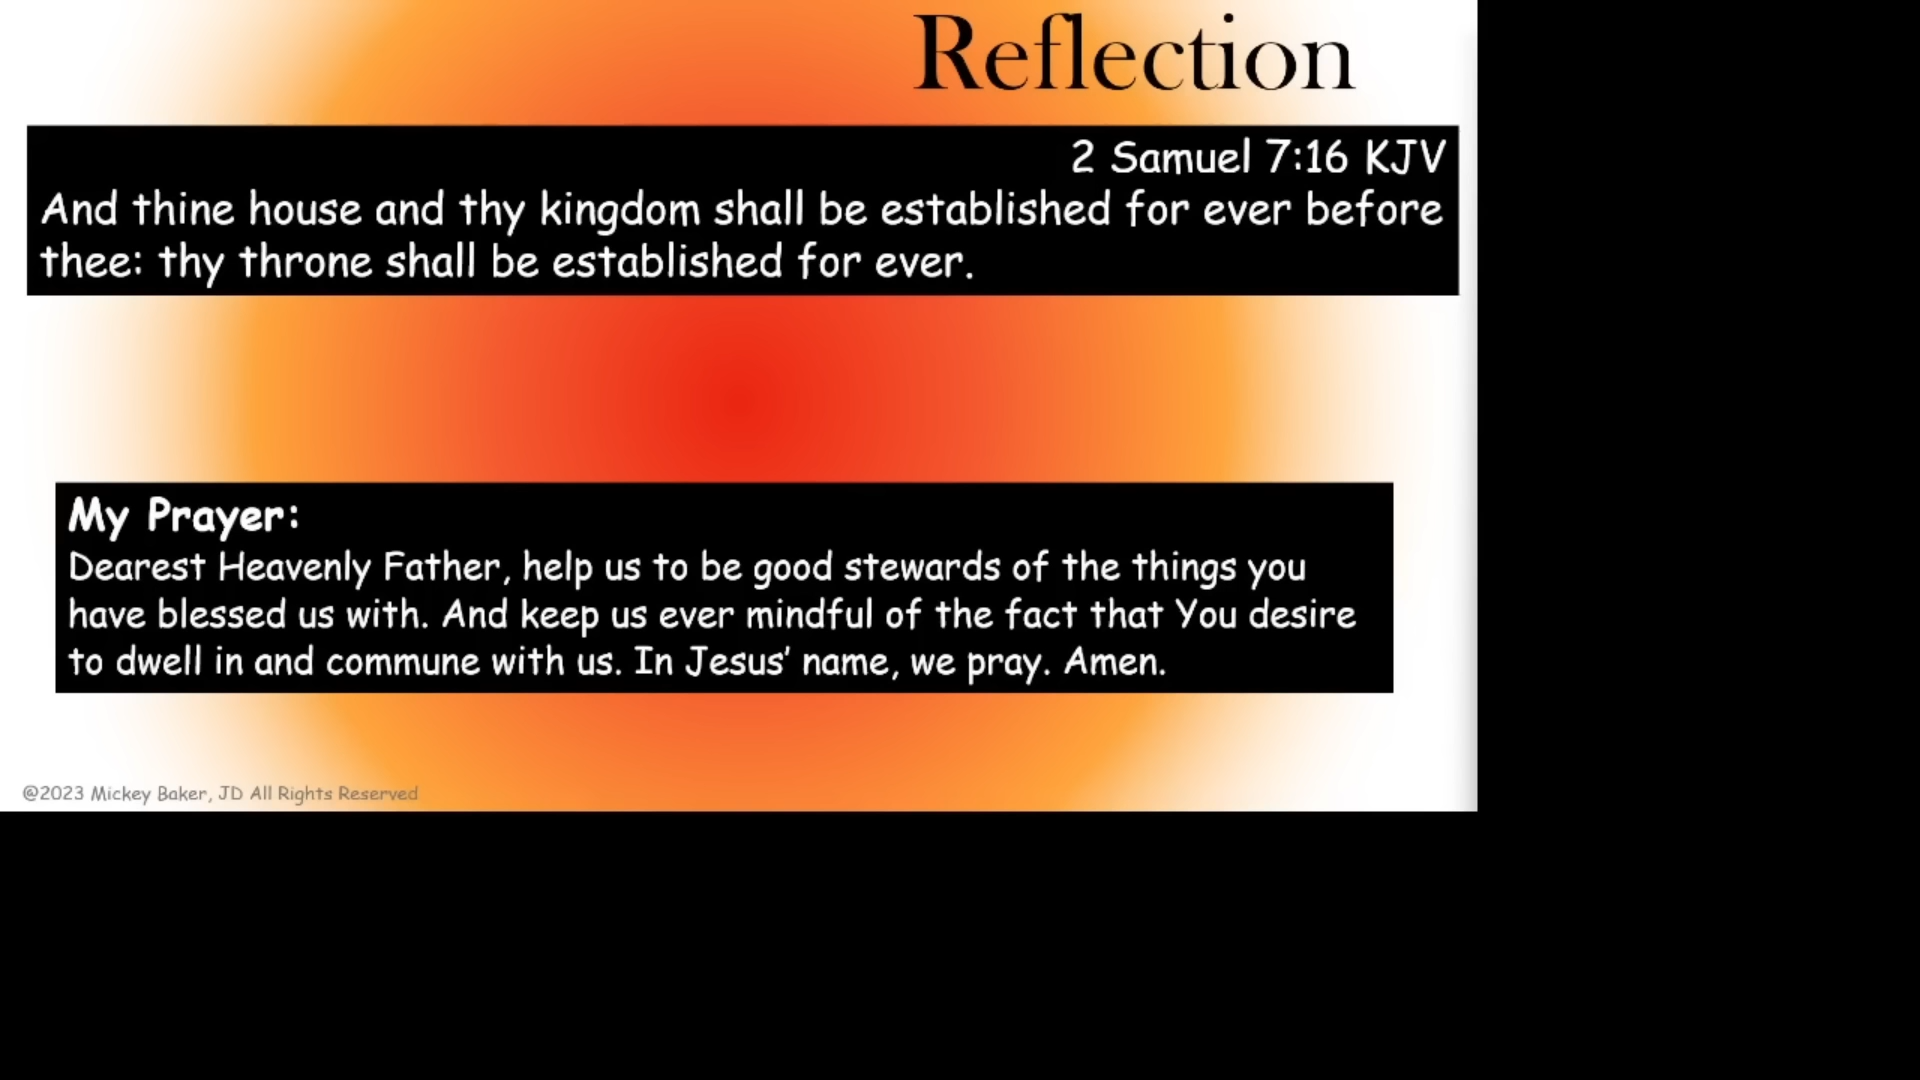 Reflection
2 Samuel 7:16 KJV
And thine house and thy kingdom shall be established for ever before
thee: thy throne shall be established for ever.
My Prayer:
Dearest Heavenly Father, help us to be good stewards of the things you
have blessed us with. And keep us ever mindful of the fact that You desire
to dwell in and commune with us. In Jesus’ name, we pray. Amen.
@2023 Mickey Baker, JD All Rights Reserved